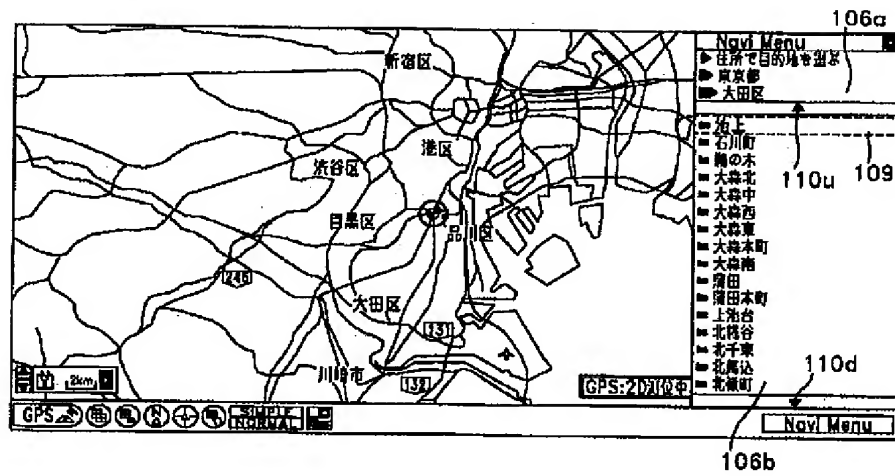 106a
Navi Menu
住所で目的地を選ぶ
東京都
大田区
池上
109
石川町
110u
鵜の木
大森北
大森中
大森西
大森東
大森本町
大森南
蒲田
蒲田本町
上池台
北糀谷
北千束
北馬込
北嶺町
110d
Navi Menu
106b
新宿区
港区
渋谷区
目黒区
品川区
246
大田区
131
川崎市
132
2km
GPS:2D測位中
GPS
SIMPLE
NORMAL